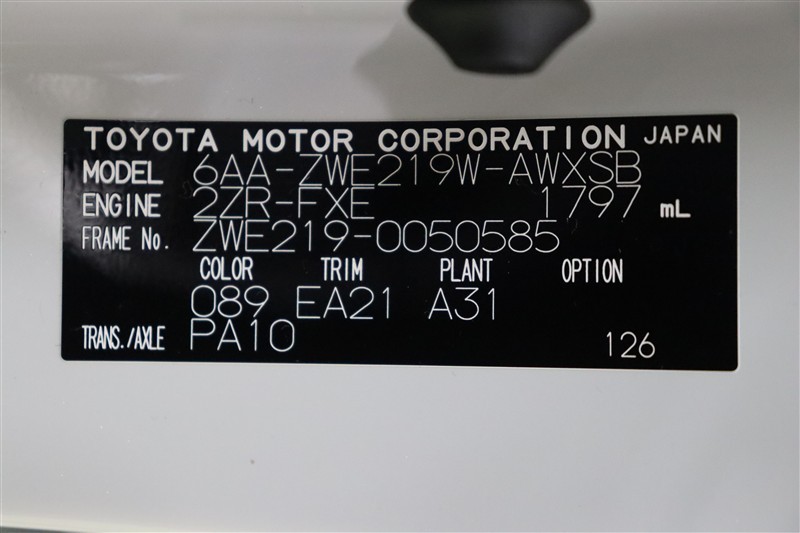 TOYOTA MOTOR CORPORATION JAPAN
MODEL 6AA-ZWE219W-AWXSB
ENGINE 2ZR-FXE 1797 mL
FRAME No. ZWE219-0050585
COLOR TRIM PLANT OPTION
089 EA21 A31
TRANS./AXLE PA10 126